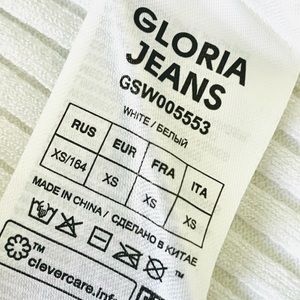 GLORIA
JEANS
GSW005553
WHITE / БЕЛЫЙ
RUS EUR FRA ITA
XS/164 XS XS XS
MADE IN CHINA / СДЕЛАНО В КИТАЕ
TM
clevercare.info